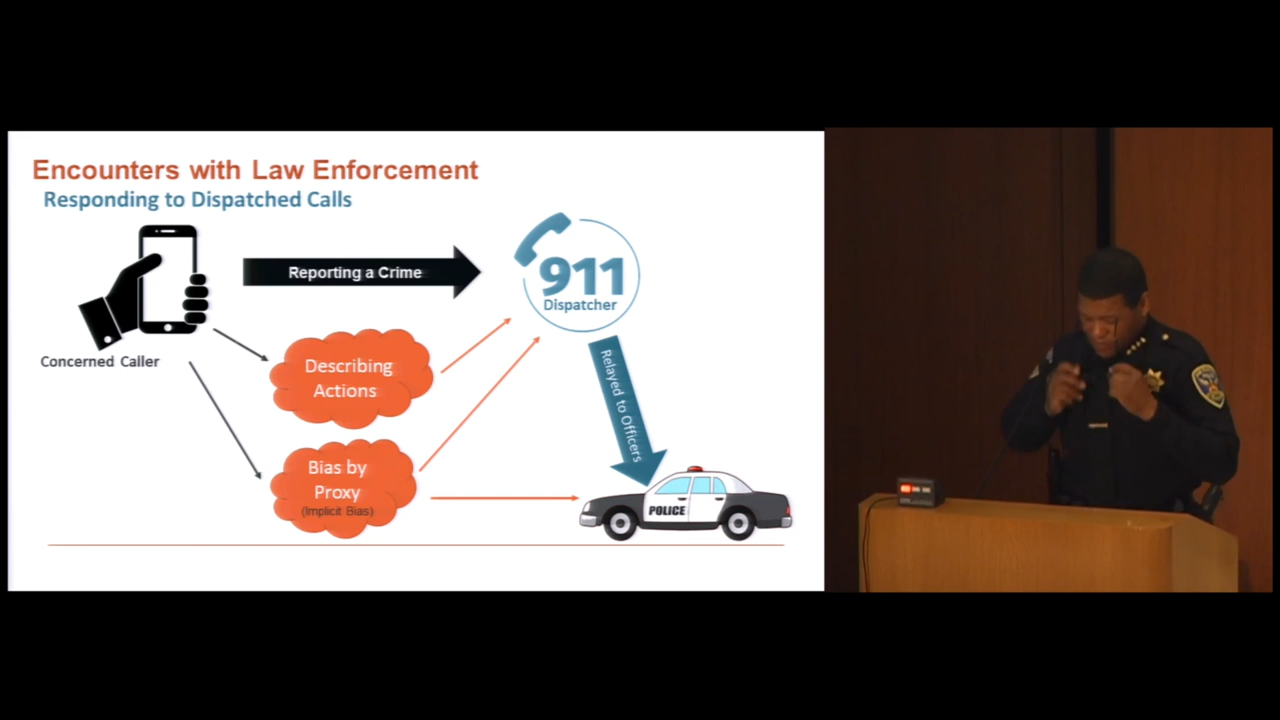 Encounters with Law Enforcement
Responding to Dispatched Calls
Reporting a Crime
911
Dispatcher
Concerned Caller
Describing
Actions
Relayed to Officers
Bias by
Proxy
(Implicit Bias)
POLICE